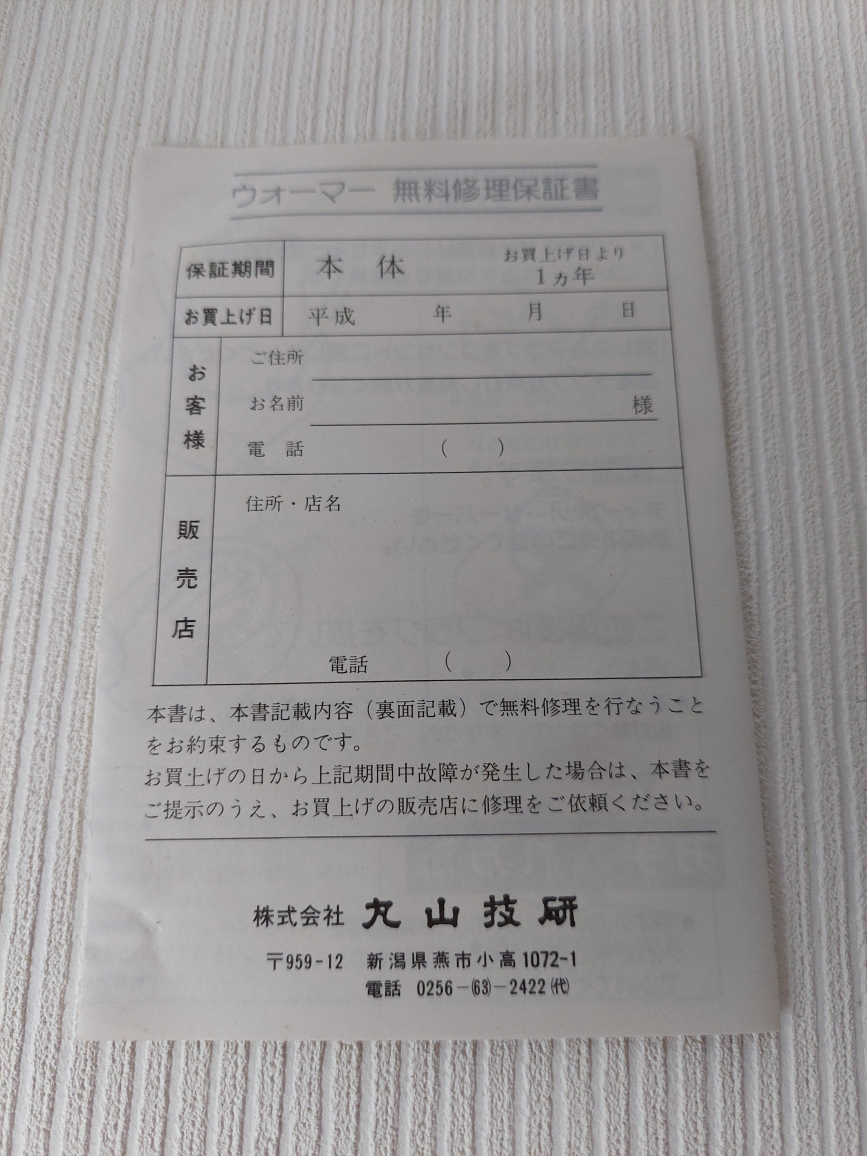 ウォーマー 無料修理保証書
保証期間 本 体 お買上げ日より
1ヵ年
お買上げ日 平成 年 月 日
お客様
ご住所
お名前 様
電 話 ( )
販売店
住所・店名
電話 ( )
本書は、本書記載内容（裏面記載）で無料修理を行なうこと
をお約束するものです。
お買上げの日から上記期間中故障が発生した場合は、本書を
ご提示のうえ、お買上げの販売店に修理をご依頼ください。
株式会社 丸山技研
〒959-12 新潟県燕市小高1072-1
電話 0256-(63)-2422(代)